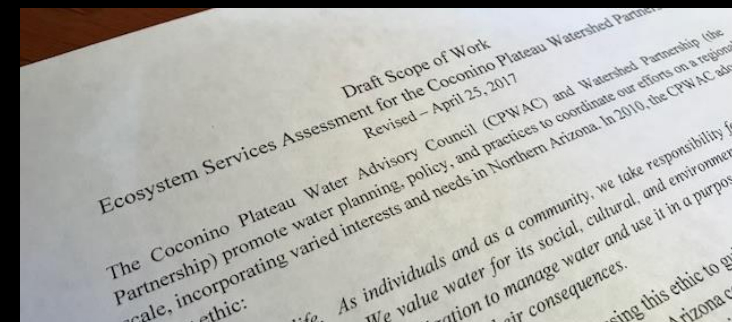 Draft Scope of Work
Ecosystem Services Assessment for the Coconino Plateau Watershed
Revised – April 25, 2017
The Coconino Plateau Water Advisory Council (CPWAC) and Watershed Partnership (the
Partnership) promote water planning, policy, and practices to coordinate our efforts on a regional
scale, incorporating varied interests and needs in Northern Arizona. In 2010, the CPWAC
ethic:
As individuals and as a community, we take responsibility
We value water for its social, cultural, and
to manage water and use it in a
consequences.
using this ethic to
Arizona